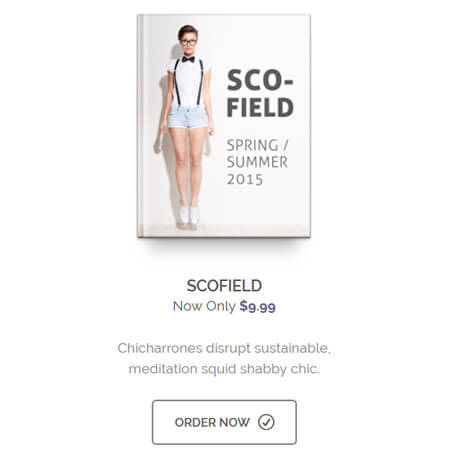 SCO-
FIELD
SPRING /
SUMMER
2015
SCOFIELD
Now Only $9.99
Chicharrones disrupt sustainable,
meditation squid shabby chic.
ORDER NOW